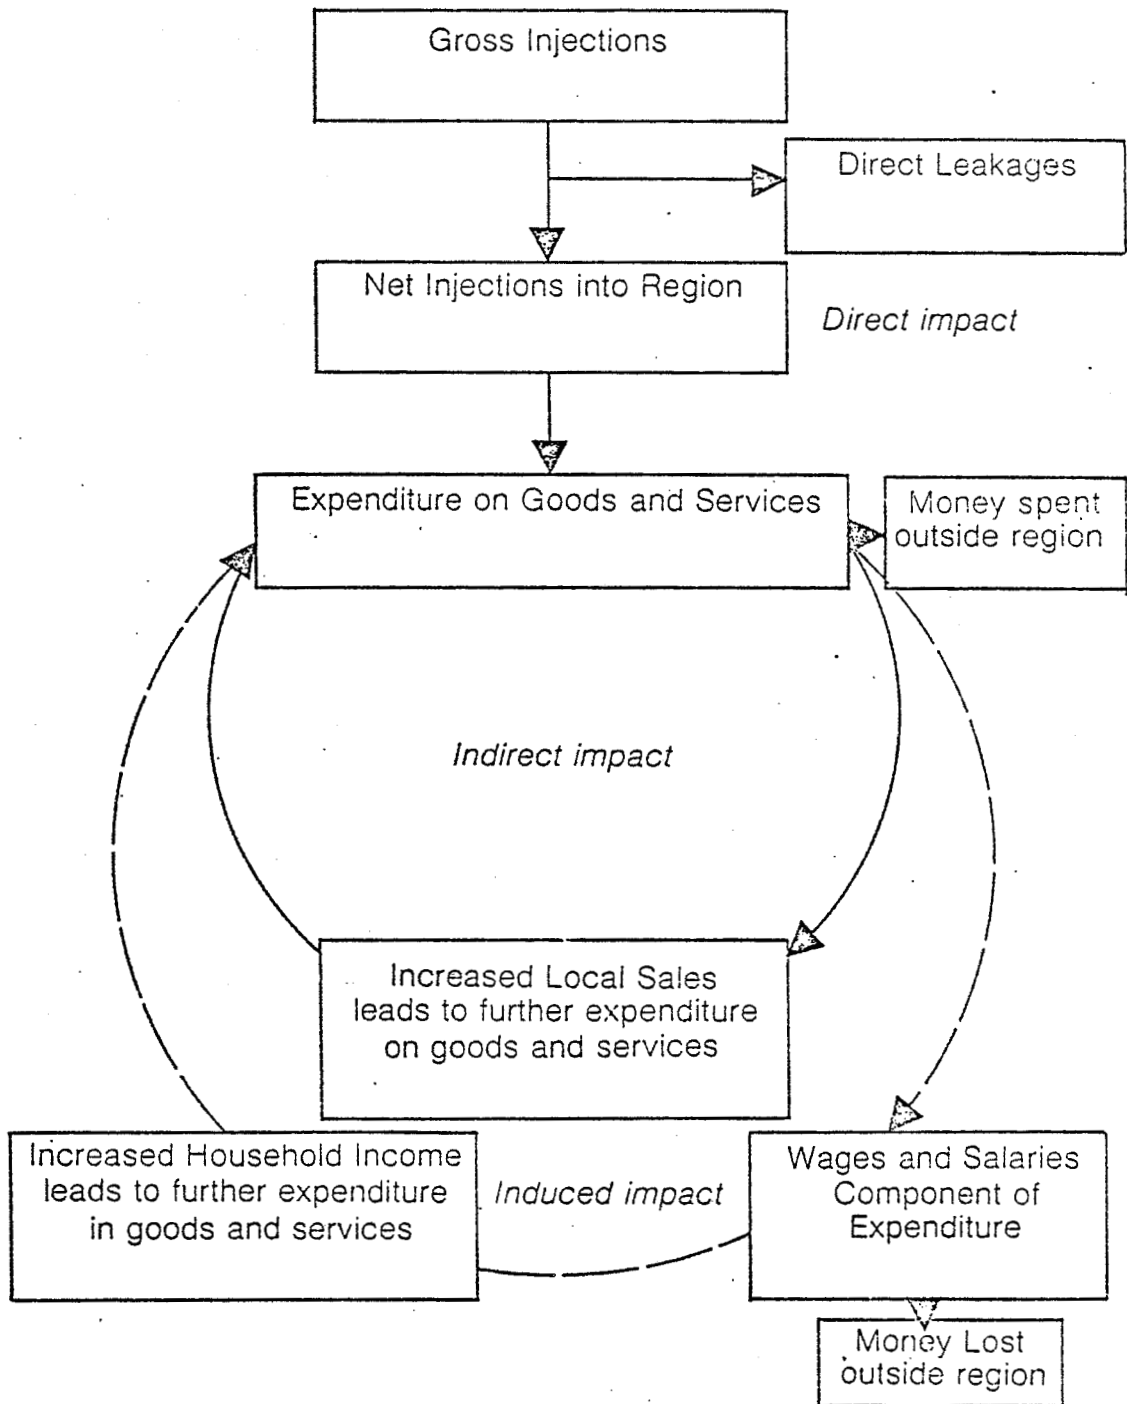 Gross Injections
Direct Leakages
Net Injections into Region
Direct impact
Expenditure on Goods and Services
Money spent
outside region
Indirect impact
Increased Local Sales
leads to further expenditure
on goods and services
Increased Household Income
leads to further expenditure
in goods and services
Induced impact
Wages and Salaries
Component of
Expenditure
Money Lost
outside region